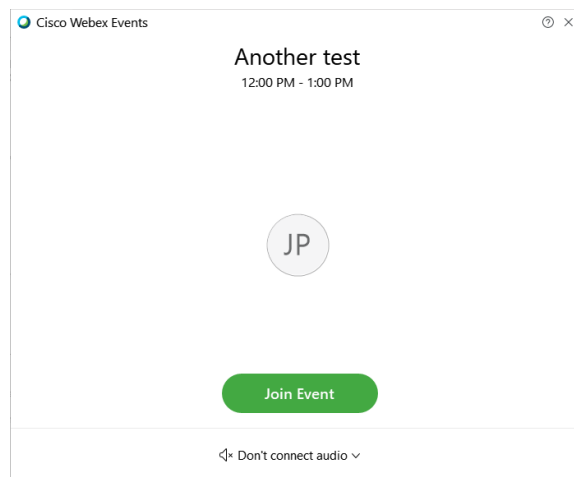 Cisco Webex Events
Another test
12:00 PM - 1:00 PM
JP
Join Event
Don't connect audio